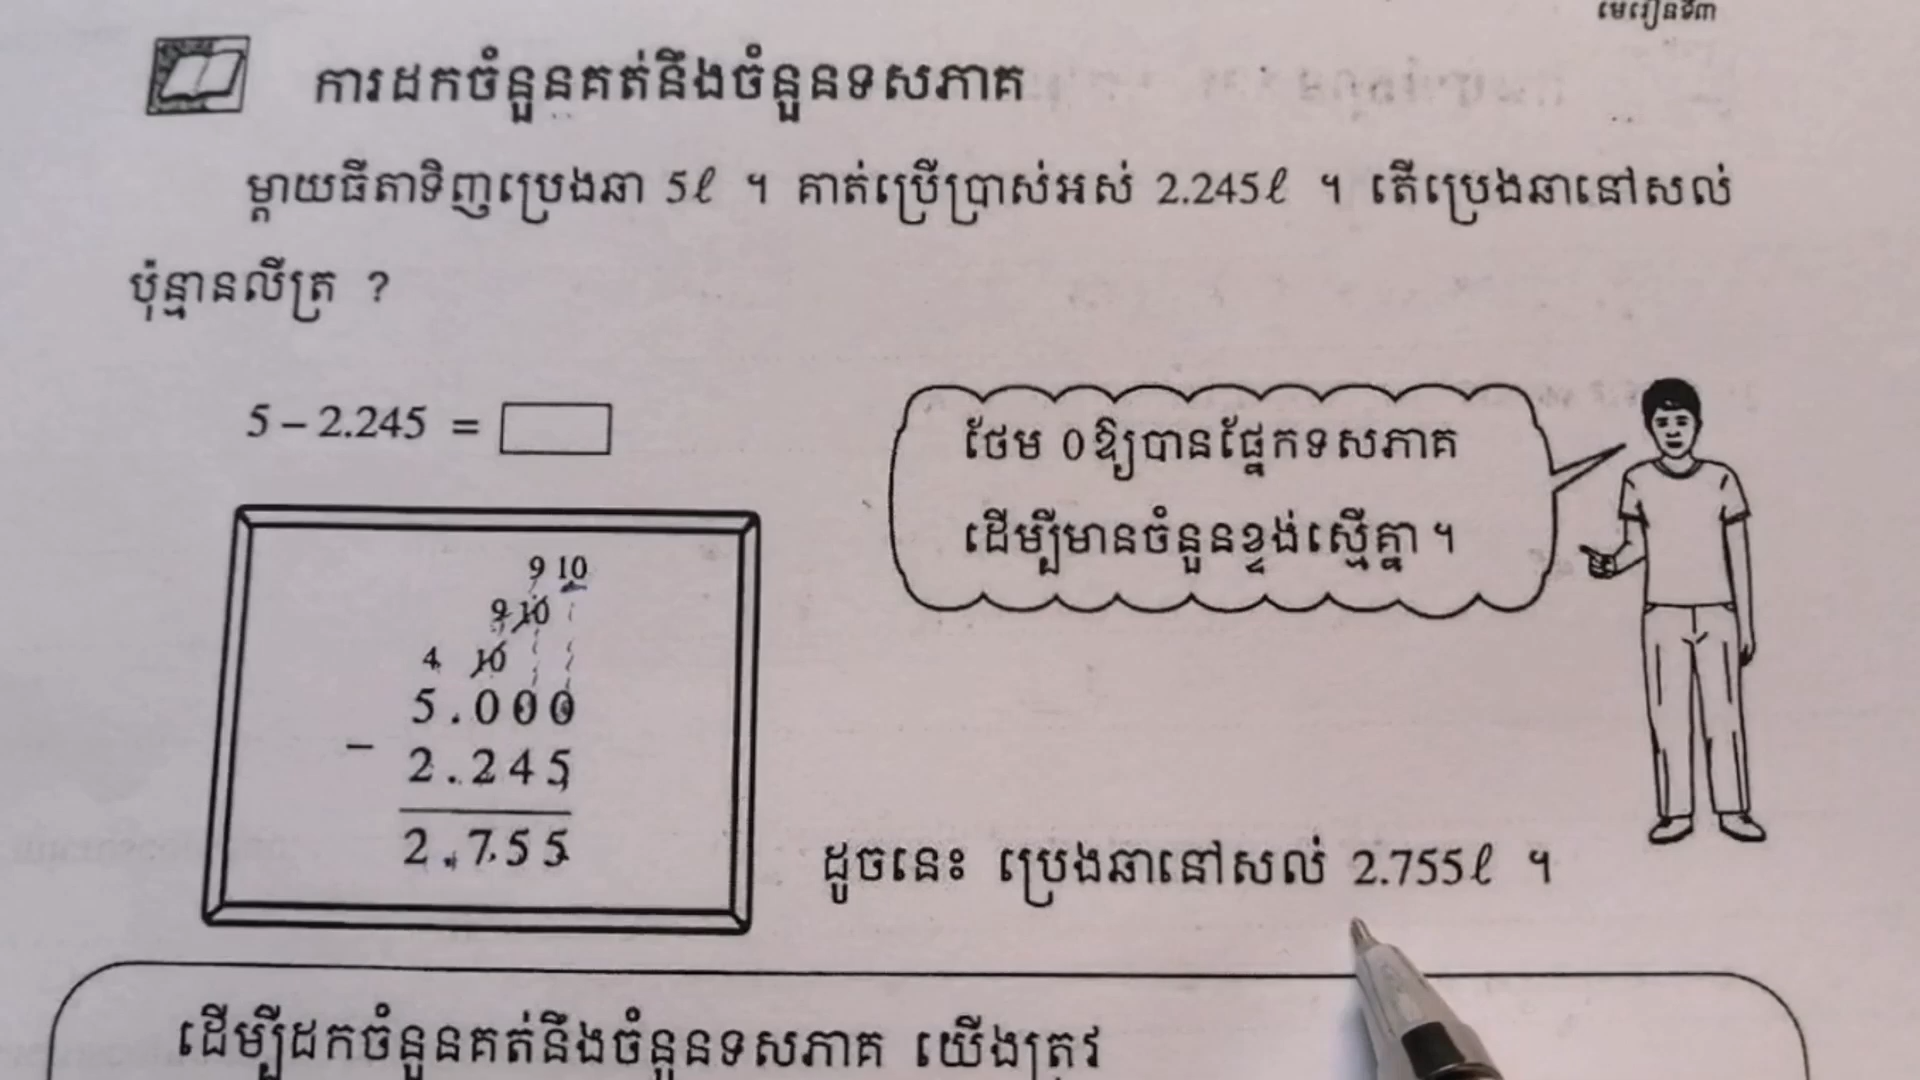 មេរៀនទី៣
ការដកចំនួនគត់នឹងចំនួនទសភាគ
ម្តាយធីតាទិញប្រេងឆា 5ℓ ។ គាត់ប្រើប្រាស់អស់ 2.245ℓ ។ តើប្រេងឆានៅសល់
ប៉ុន្មានលីត្រ ?
5 – 2.245 =
ថែម 0ឱ្យបានផ្នែកទសភាគ
ដើម្បីមានចំនួនខ្ទង់ស្មើគ្នា ។
9 10
9 10
4 10
5.000
– 2.245
2.755
ដូចនេះ ប្រេងឆានៅសល់ 2.755ℓ ។
ដើម្បីដកចំនួនគត់នឹងចំនួនទសភាគ យើងត្រូវ